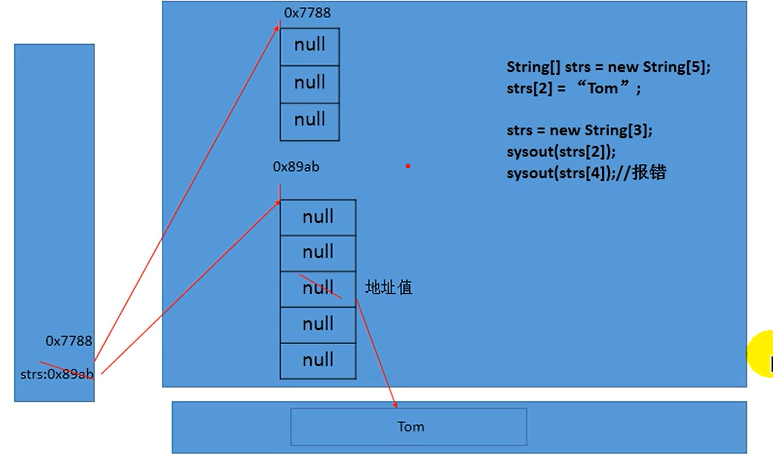 0x7788
null
null
null
0x89ab
null
null
null
null
null
地址值
String[] strs = new String[5];
strs[2] = “Tom”;
strs = new String[3];
sysout(strs[2]);
sysout(strs[4]);//报错
0x7788
strs:0x89ab
Tom